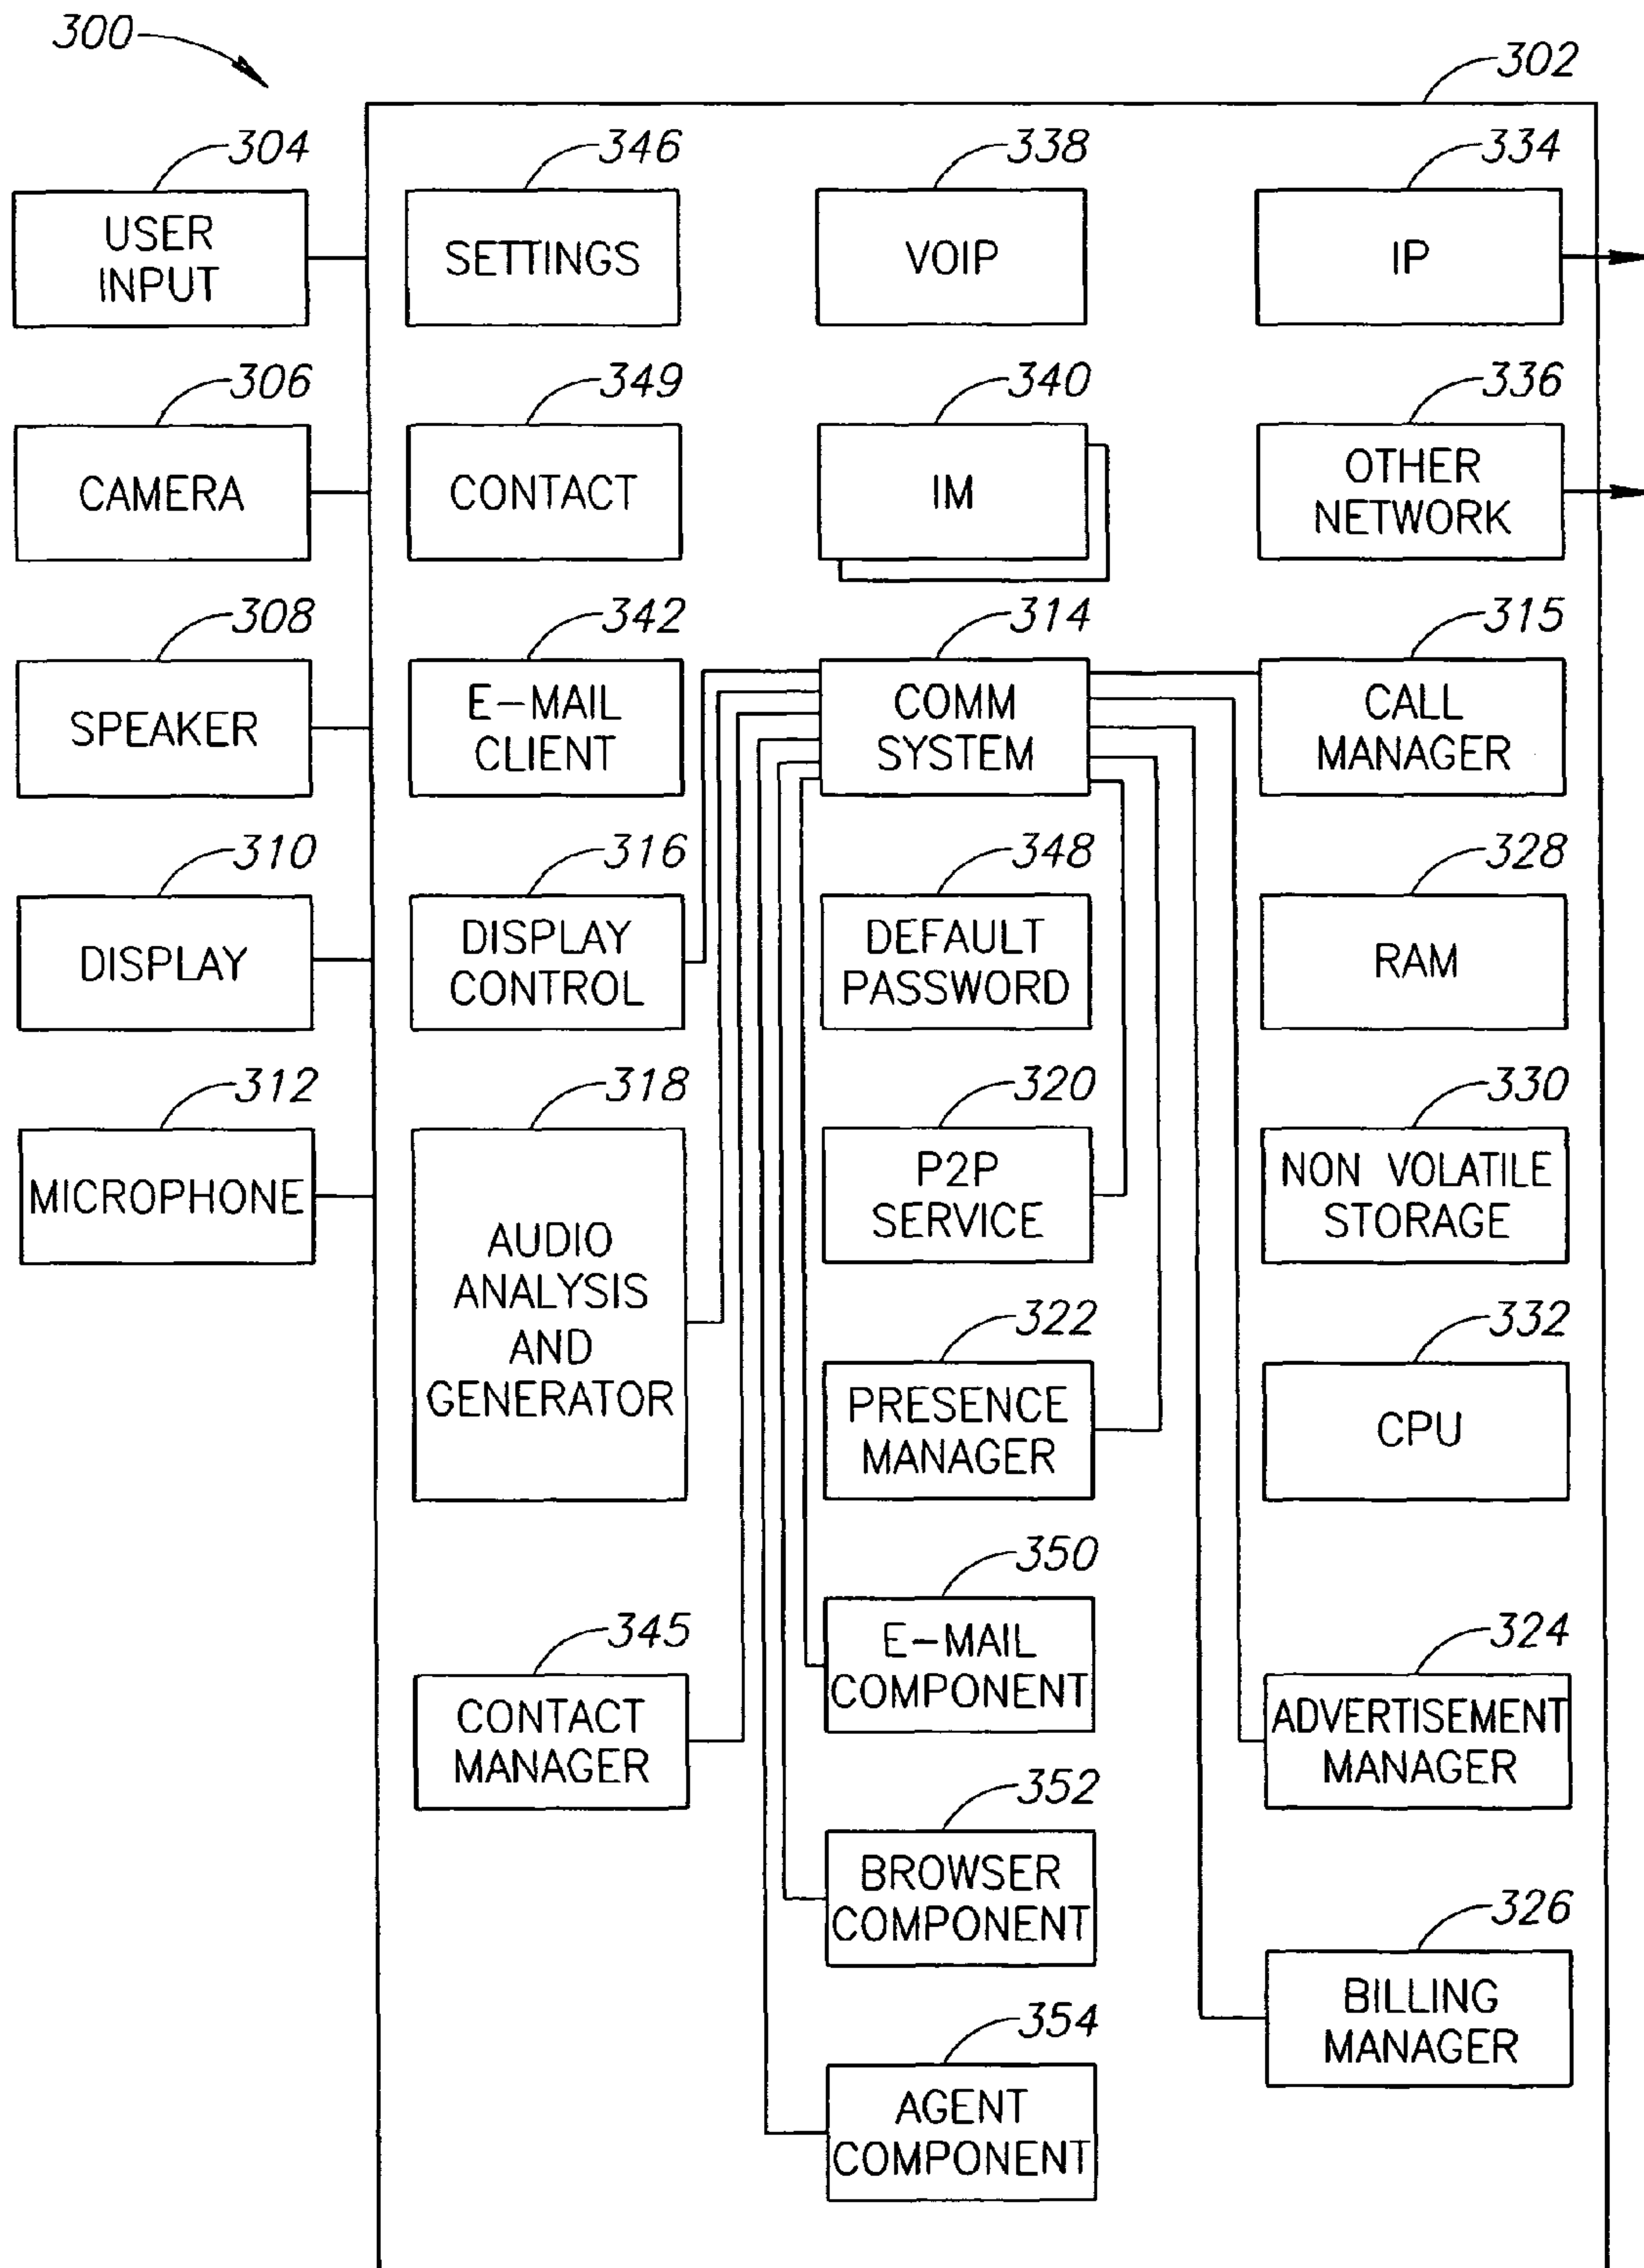 300
302
304
346
338
334
USER
INPUT
SETTINGS
VOIP
IP
306
349
340
336
CAMERA
CONTACT
IM
OTHER
NETWORK
308
342
314
315
SPEAKER
E-MAIL
CLIENT
COMM
SYSTEM
CALL
MANAGER
310
316
348
328
DISPLAY
DISPLAY
CONTROL
DEFAULT
PASSWORD
RAM
312
318
320
330
MICROPHONE
AUDIO
ANALYSIS
AND
GENERATOR
P2P
SERVICE
NON VOLATILE
STORAGE
322
332
PRESENCE
MANAGER
CPU
350
345
324
E-MAIL
COMPONENT
CONTACT
MANAGER
ADVERTISEMENT
MANAGER
352
BROWSER
COMPONENT
326
BILLING
MANAGER
354
AGENT
COMPONENT